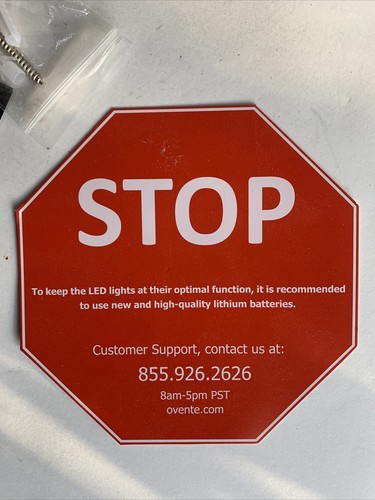 STOP
To keep the LED lights at their optimal function, it is recommended
to use new and high-quality lithium batteries.
Customer Support, contact us at:
855.926.2626
8am-5pm PST
ovente.com